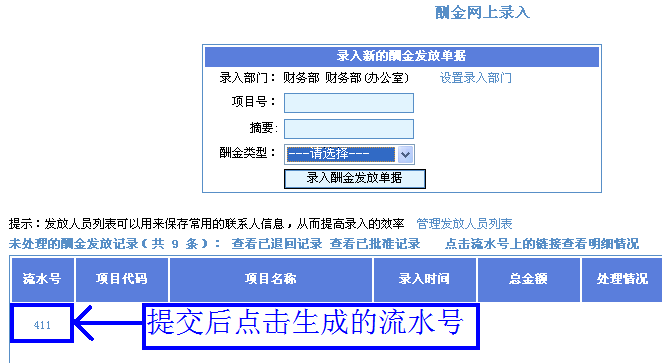 酬金网上录入
录入新的酬金发放单据
录入部门： 财务部 财务部(办公室) 设置录入部门
项目号：
摘要:
酬金类型： ---请选择---
录入酬金发放单据
提示：发放人员列表可以用来保存常用的联系人信息，从而提高录入的效率 管理发放人员列表
未处理的酬金发放记录(共 9 条)： 查看已退回记录 查看已批准记录 点击流水号上的链接查看明细情况
流水号 项目代码 项目名称 录入时间 总金额 处理情况
411 提交后点击生成的流水号